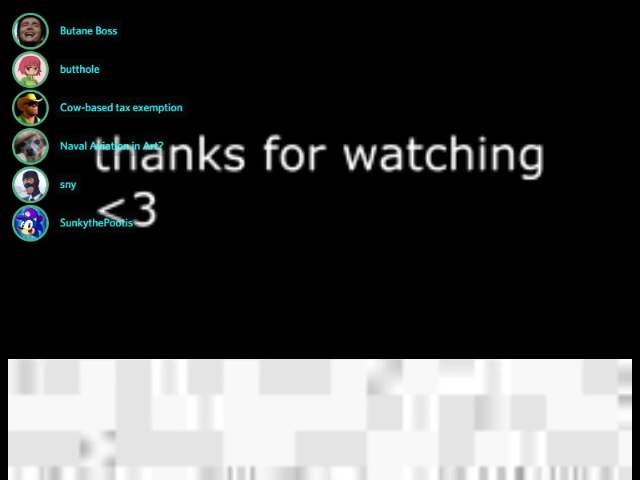 Butane Boss
butthole
Cow-based tax exemption
Naval Aviation in Art?
thanks for watching
sny
<3
SunkythePootis